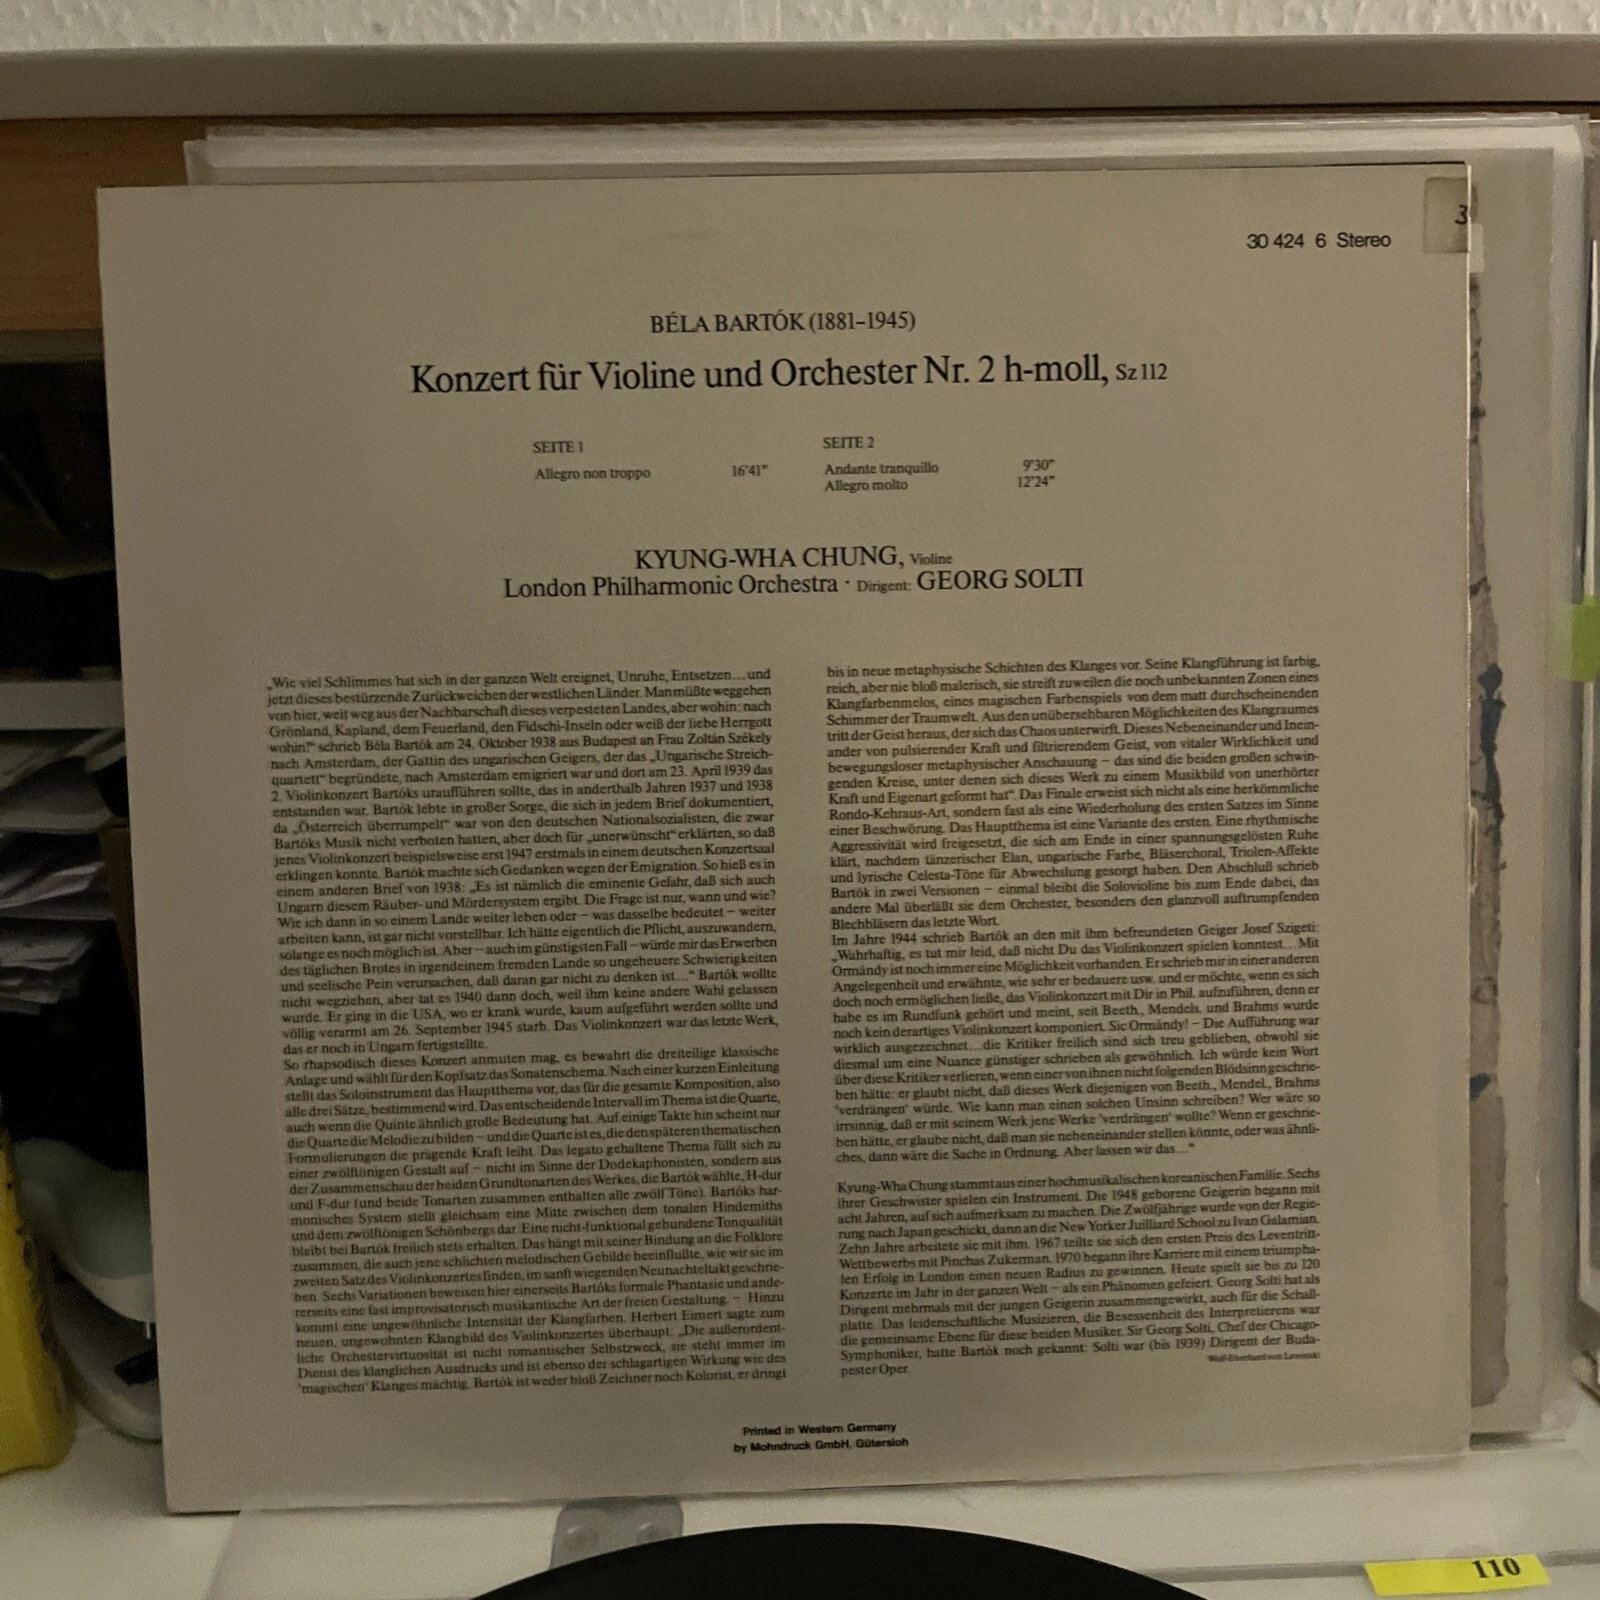 3
30 424 6 Stereo
BÉLA BARTÓK (1881–1945)
Konzert für Violine und Orchester Nr. 2 h-moll, Sz 112
SEITE 1
Allegro non troppo 16'41"
SEITE 2
Andante tranquillo 9'30"
Allegro molto 12'24"
KYUNG-WHA CHUNG, Violine
London Philharmonic Orchestra · Dirigent: GEORG SOLTI
„Wie viel Schlimmes hat sich in der ganzen Welt ereignet, Unruhe, Entsetzen...und
jetzt dieses bestürzende Zurückweichen der westlichen Länder. Man müßte weggehen
von hier, weit weg aus der Nachbarschaft dieses verpesteten Landes, aber wohin: nach
Grönland, Kapland, dem Feuerland, den Fidschi-Inseln oder weiß der liebe Herrgott
wohin!“ schrieb Béla Bartók am 24. Oktober 1938 aus Budapest an Frau Zoltán Székely
nach Amsterdam, der Gattin des ungarischen Geigers, der das „Ungarische Streich-
quartett“ begründete, nach Amsterdam emigriert war und dort am 23. April 1939 das
2. Violinkonzert Bartóks uraufführen sollte, das in anderthalb Jahren 1937 und 1938
entstanden war. Bartók lebte in großer Sorge, die sich in jedem Brief dokumentiert,
da „Österreich überrumpelt“ war von den deutschen Nationalsozialisten, die zwar
Bartóks Musik nicht verboten hatten, aber doch für „unerwünscht“ erklärten, so daß
jenes Violinkonzert beispielsweise erst 1947 erstmals in einem deutschen Konzertsaal
erklingen konnte. Bartók machte sich Gedanken wegen der Emigration. So hieß es in
einem anderen Brief von 1938: „Es ist nämlich die eminente Gefahr, daß sich auch
Ungarn diesem Räuber- und Mördersystem ergibt. Die Frage ist nur, wann und wie?
Wie ich dann in so einem Lande weiter leben oder – was dasselbe bedeutet – weiter
arbeiten kann, ist gar nicht vorstellbar. Ich hätte eigentlich die Pflicht, auszuwandern,
solange es noch möglich ist. Aber – auch im günstigsten Fall – würde mir das Erwerben
des täglichen Brotes in irgendeinem fremden Lande so ungeheure Schwierigkeiten
und seelische Pein verursachen, daß daran gar nicht zu denken ist...“ Bartók wollte
nicht wegziehen, aber tat es 1940 dann doch, weil ihm keine andere Wahl gelassen
wurde. Er ging in die USA, wo er krank wurde, kaum aufgeführt werden sollte und
völlig verarmt am 26. September 1945 starb. Das Violinkonzert war das letzte Werk,
das er noch in Ungarn fertigstellte.
So rhapsodisch dieses Konzert anmuten mag, es bewahrt die dreiteilige klassische
Anlage und wählt für den Kopfsatz das Sonatenschema. Nach einer kurzen Einleitung
stellt das Soloinstrument das Hauptthema vor, das für die gesamte Komposition, also
alle drei Sätze, bestimmend wird. Das entscheidende Intervall im Thema ist die Quarte,
auch wenn die Quinte ähnlich große Bedeutung hat. Auf einige Takte hin scheint nur
die Quarte die Melodie zu bilden – und die Quarte ist es, die den späteren thematischen
Formulierungen die prägende Kraft leiht. Das legato gehaltene Thema füllt sich zu
einer zwölftönigen Gestalt auf – nicht im Sinne der Dodekaphonisten, sondern aus
der Zusammenschau der beiden Grundtonarten des Werkes, die Bartók wählte, H-dur
und F-dur (und beide Tonarten zusammen enthalten alle zwölf Töne). Bartóks har-
monisches System stellt gleichsam eine Mitte zwischen dem tonalen Hindemiths
und dem zwölftönigen Schönbergs dar. Eine nicht-funktional gebundene Tonqualität
bleibt bei Bartók freilich stets erhalten. Das hängt mit seiner Bindung an die Folklore
zusammen, die auch jene schlichten melodischen Gebilde beeinflußte, wie wir sie im
zweiten Satz des Violinkonzertes finden, im sanft wiegenden Neunachteltakt geschrie-
ben. Sechs Variationen beweisen hier einerseits Bartóks formale Phantasie und ande-
rerseits eine fast improvisatorisch musikantische Art der freien Gestaltung. – Hinzu
kommt eine ungewöhnliche Intensität der Klangfarben. Herbert Eimert sagte zum
neuen, ungewohnten Klangbild des Violinkonzertes überhaupt: „Die außerordent-
liche Orchestervirtuosität ist nicht romantischer Selbstzweck, sie steht immer im
Dienst des klanglichen Ausdrucks und ist ebenso der schlagartigen Wirkung wie des
'magischen' Klanges mächtig. Bartók ist weder bloß Zeichner noch Kolorist, er dringt
bis in neue metaphysische Schichten des Klanges vor. Seine Klangführung ist farbig,
reich, aber nie bloß malerisch, sie streift zuweilen die noch unbekannten Zonen eines
Klangfarbenmelos, eines magischen Farbenspiels von dem matt durchscheinenden
Schimmer der Traumwelt. Aus den unübersehbaren Möglichkeiten des Klangraumes
tritt der Geist heraus, der sich das Chaos unterwirft. Dieses Nebeneinander und Inein-
ander von pulsierender Kraft und filtrierendem Geist, von vitaler Wirklichkeit und
bewegungsloser metaphysischer Anschauung – das sind die beiden großen schwin-
genden Kreise, unter denen sich dieses Werk zu einem Musikbild von unerhörter
Kraft und Eigenart geformt hat“. Das Finale erweist sich nicht als eine herkömmliche
Rondo-Kehraus-Art, sondern fast als eine Wiederholung des ersten Satzes im Sinne
einer Beschwörung. Das Hauptthema ist eine Variante des ersten. Eine rhythmische
Aggressivität wird freigesetzt, die sich am Ende in einer spannungsgelösten Ruhe
klärt, nachdem tänzerischer Elan, ungarische Farbe, Bläserchoral, Triolen-Affekte
und lyrische Celesta-Töne für Abwechslung gesorgt haben. Den Abschluß schrieb
Bartók in zwei Versionen – einmal bleibt die Solovioline bis zum Ende dabei, das
andere Mal überläßt sie dem Orchester, besonders den glanzvoll auftrumpfenden
Blechbläsern das letzte Wort.
Im Jahre 1944 schrieb Bartók an den mit ihm befreundeten Geiger Josef Szigeti:
„Wahrhaftig, es tut mir leid, daß nicht Du das Violinkonzert spielen konntest... Mit
Ormándy ist noch immer eine Möglichkeit vorhanden. Er schrieb mir in einer anderen
Angelegenheit und erwähnte, wie sehr er bedauere usw. und er möchte, wenn es sich
doch noch ermöglichen ließe, das Violinkonzert mit Dir in Phil. aufzuführen, denn er
habe es im Rundfunk gehört und meint, seit Beeth., Mendels. und Brahms wurde
noch kein derartiges Violinkonzert komponiert. Sic Ormándy! – Die Aufführung war
wirklich ausgezeichnet...die Kritiker freilich sind sich treu geblieben, obwohl sie
diesmal um eine Nuance günstiger schrieben als gewöhnlich. Ich würde kein Wort
über diese Kritiker verlieren, wenn einer von ihnen nicht folgenden Blödsinn geschrie-
ben hätte: er glaubt nicht, daß dieses Werk diejenigen von Beeth., Mendel., Brahms
'verdrängen' würde. Wie kann man einen solchen Unsinn schreiben? Wer wäre so
irrsinnig, daß er mit seinem Werk jene Werke 'verdrängen' wollte? Wenn er geschrie-
ben hätte, er glaube nicht, daß man sie nebeneinander stellen könnte, oder was ähnli-
ches, dann wäre die Sache in Ordnung. Aber lassen wir das...“
Kyung-Wha Chung stammt aus einer hochmusikalischen koreanischen Familie. Sechs
ihrer Geschwister spielen ein Instrument. Die 1948 geborene Geigerin begann mit
acht Jahren, auf sich aufmerksam zu machen. Die Zwölfjährige wurde von der Regie-
rung nach Japan geschickt, dann an die New Yorker Juilliard School zu Ivan Galamian.
Zehn Jahre arbeitete sie mit ihm. 1967 teilte sie sich den ersten Preis des Leventritt-
Wettbewerbs mit Pinchas Zukerman. 1970 begann ihre Karriere mit einem triumpha-
len Erfolg in London einen neuen Radius zu gewinnen. Heute spielt sie bis zu 120
Konzerte im Jahr in der ganzen Welt – als ein Phänomen gefeiert. Georg Solti hat als
Dirigent mehrmals mit der jungen Geigerin zusammengewirkt, auch für die Schall-
platte. Das leidenschaftliche Musizieren, die Besessenheit des Interpretierens war
die gemeinsame Ebene für diese beiden Musiker. Sir Georg Solti, Chef der Chicago-
Symphoniker, hatte Bartók noch gekannt: Solti war (bis 1939) Dirigent der Buda-
pester Oper.
Wolf-Eberhard von Lewinski
Printed in Western Germany
by Mohndruck GmbH, Gütersloh
110